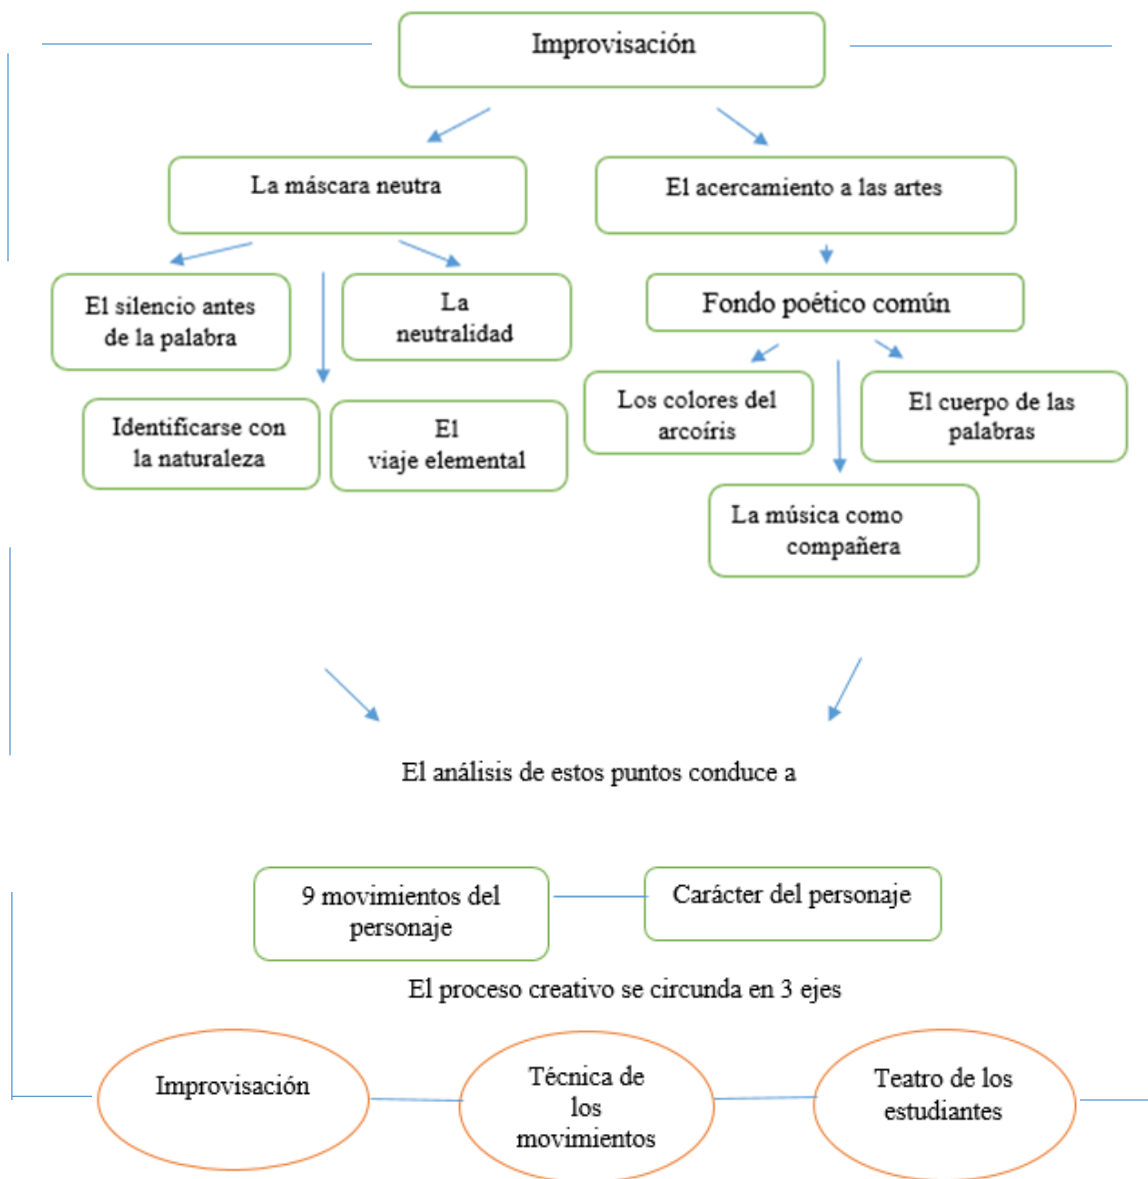 Improvisación
La máscara neutra
El acercamiento a las artes
El silencio antes
de la palabra
La
neutralidad
Fondo poético común
Identificarse con
la naturaleza
El
viaje elemental
Los colores del
arcoíris
El cuerpo de las
palabras
La música como
compañera
El análisis de estos puntos conduce a
9 movimientos del
personaje
Carácter del personaje
El proceso creativo se circunda en 3 ejes
Improvisación
Técnica de
los
movimientos
Teatro de los
estudiantes